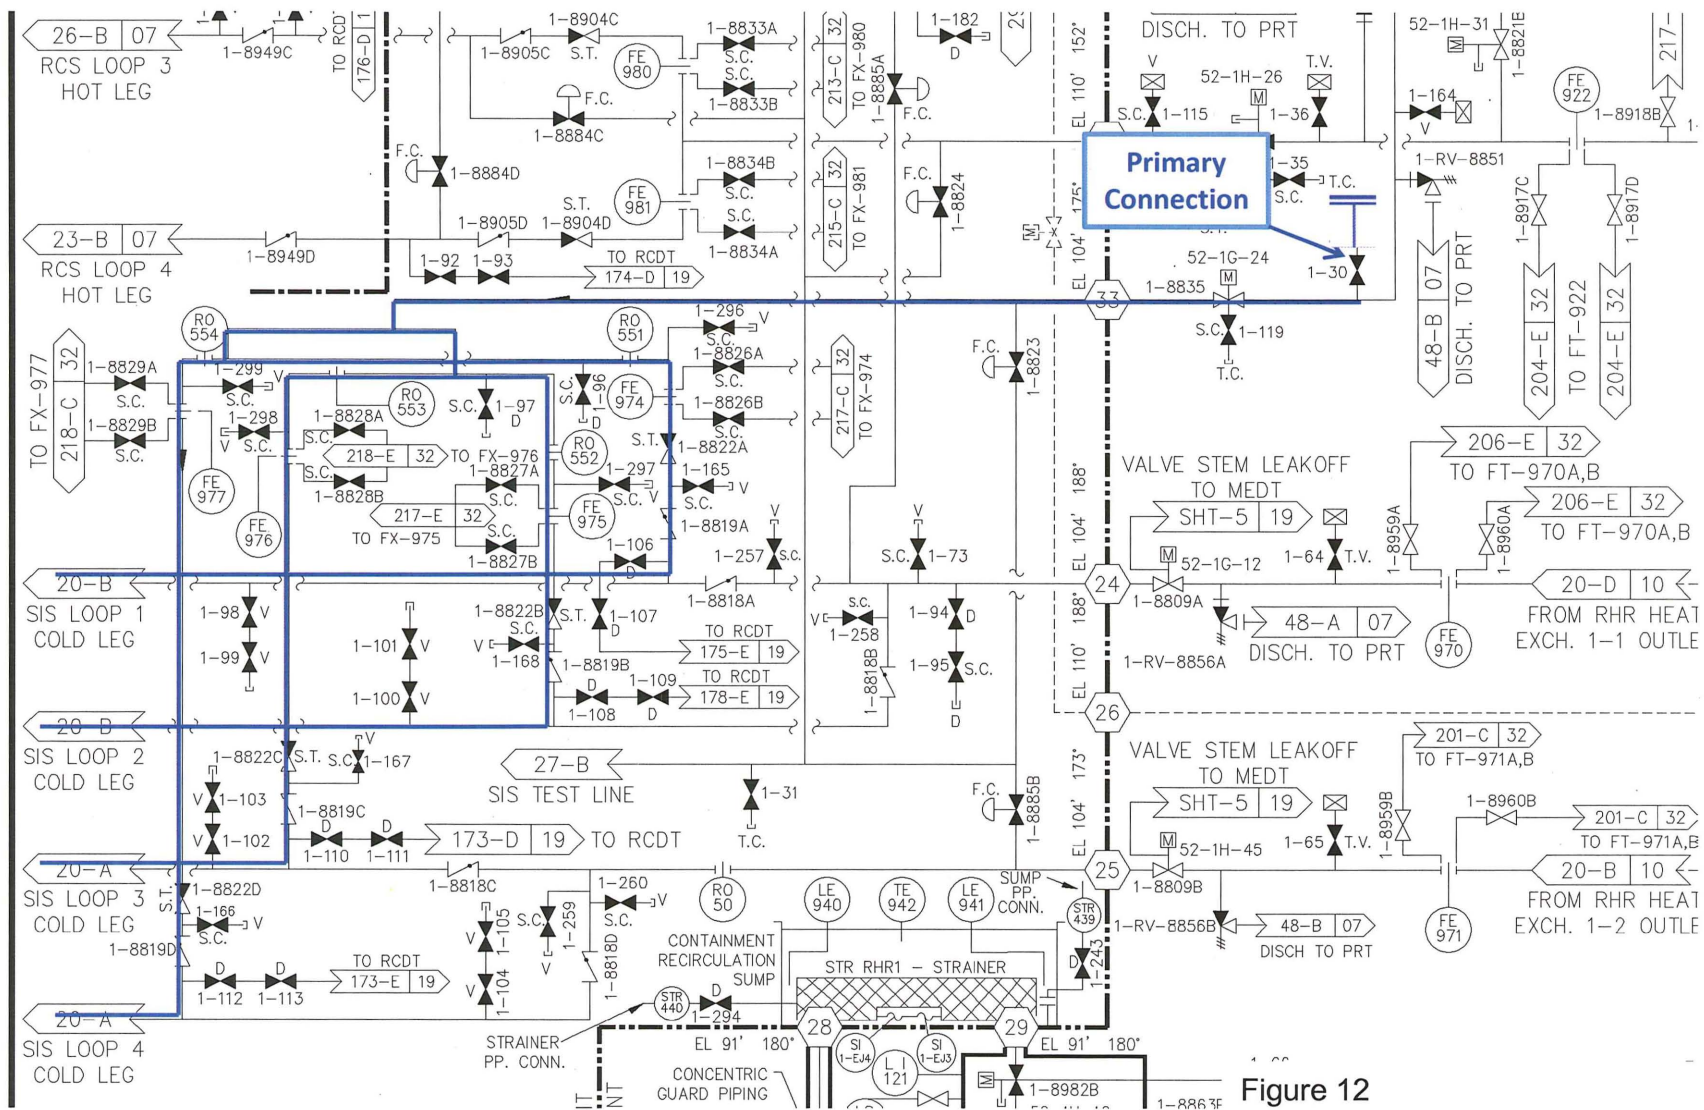 26-B 07
RCS LOOP 3
HOT LEG
1-8949C
TO RCD
176-D 1
1-8904C
1-8905C
S.T.
FE
980
1-8833A
S.C.
S.C.
1-8833B
213-C 32
TO FX-980
1-8885A
F.C.
1-182
D
29
EL 110' 152°
DISCH. TO PRT
V
S.C.
1-115
52-1H-26
M
T.V.
1-36
52-1H-31
M
1-8821E
217-
FE
922
1-164
V
1-8918B
F.C.
1-8884C
F.C.
1-8884D
1-8834B
S.C.
FE
981
S.C.
1-8834A
215-C 32
TO FX-981
F.C.
1-8824
M
EL 104' 175°
Primary
Connection
1-35
S.C.
T.C.
1-RV-8851
1-8917C
1-8917D
23-B 07
RCS LOOP 4
HOT LEG
1-8949D
1-8905D
S.T.
1-8904D
1-92
1-93
TO RCDT
174-D 19
33
52-1G-24
M
1-8835
1-30
S.C.
1-119
T.C.
48-B 07
DISCH. TO PRT
204-E 32
TO FT-922
204-E 32
RO
554
RO
551
1-296
V
S.C.
1-8826A
S.C.
FE
974
1-8826B
S.C.
217-C 32
TO FX-974
F.C.
1-8823
TO FX-977
218-C 32
1-8829A
S.C.
1-8829B
S.C.
1-299
V
S.C.
1-298
V
S.C.
RO
553
S.C.
1-97
D
S.C.
1-96
D
1-8828A
S.C.
218-E 32
TO FX-976
S.C.
1-8828B
RO
552
S.T.
1-8822A
1-8827A
S.C.
1-297
S.C.
V
1-165
V
S.C.
FE
977
FE
976
217-E 32
TO FX-975
FE
975
S.C.
1-8827B
1-8819A
1-106
D
V
1-257
S.C.
V
S.C.
1-73
EL 104' 188°
VALVE STEM LEAKOFF
TO MEDT
SHT-5 19
M
52-1G-12
1-8809A
1-64
T.V.
206-E 32
TO FT-970A,B
206-E 32
TO FT-970A,B
1-8959A
1-8960A
20-B
SIS LOOP 1
COLD LEG
1-8818A
24
20-D 10
FROM RHR HEAT
EXCH. 1-1 OUTLE
1-98
V
1-99
V
1-101
V
1-100
V
1-8822B
S.T.
S.C.
V
1-168
1-107
D
TO RCDT
175-E 19
1-8819B
TO RCDT
178-E 19
D
1-108
1-109
D
S.C.
V
1-258
1-94
D
1-8818B
1-95
S.C.
D
EL 110' 188°
1-RV-8856A
48-A 07
DISCH. TO PRT
FE
970
20-B
SIS LOOP 2
COLD LEG
26
1-8822C
S.T.
S.C.
V
1-167
27-B
SIS TEST LINE
1-31
T.C.
F.C.
1-8885B
EL 104' 173°
VALVE STEM LEAKOFF
TO MEDT
SHT-5 19
201-C 32
TO FT-971A,B
1-8959B
1-8960B
201-C 32
TO FT-971A,B
V
1-103
V
1-102
1-8819C
D
1-110
D
1-111
173-D 19
TO RCDT
M
52-1H-45
1-8809B
1-65
T.V.
20-A
SIS LOOP 3
COLD LEG
1-8818C
RO
50
25
20-B 10
FROM RHR HEAT
EXCH. 1-2 OUTLE
S.T.
1-8822D
1-166
V
S.C.
1-8819D
1-105
V
1-104
V
S.C.
1-259
V
1-260
V
S.C.
1-8818D
LE
940
TE
942
LE
941
SUMP
PP.
CONN.
STR
439
1-243
D
1-RV-8856B
48-B 07
DISCH TO PRT
FE
971
CONTAINMENT
RECIRCULATION
SUMP
STR RHR1 - STRAINER
D
1-112
D
1-113
TO RCDT
173-E 19
STR
440
D
1-294
STRAINER
PP. CONN.
20-A
SIS LOOP 4
COLD LEG
28
29
EL 91' 180°
SI
1-EJ4
SI
1-EJ3
EL 91' 180°
CONCENTRIC
GUARD PIPING
LI
121
M
1-8982B
Figure 12